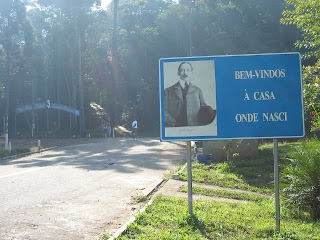 BEM-VINDOS
À CASA
ONDE NASCI